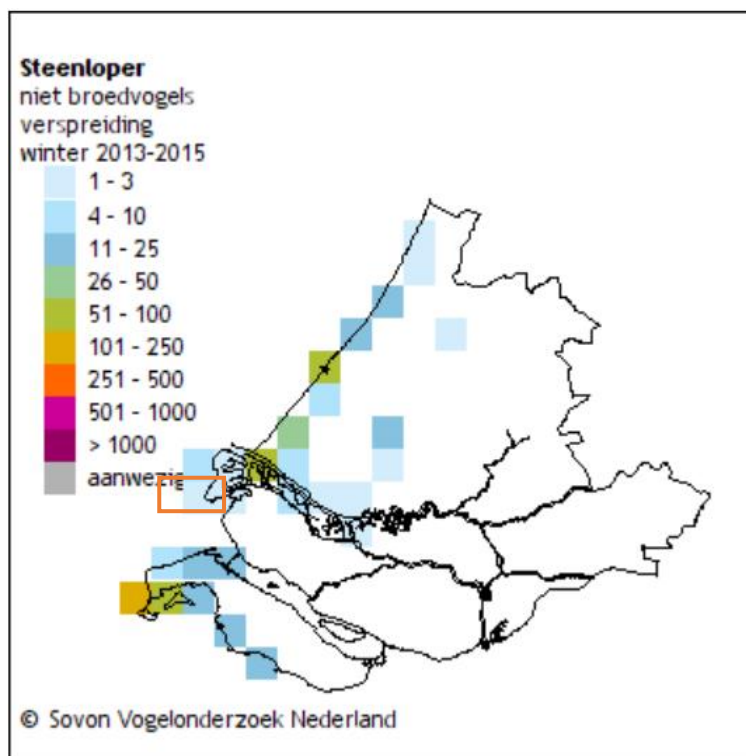 Steenloper
niet broedvogels
verspreiding
winter 2013-2015
1 - 3
4 - 10
11 - 25
26 - 50
51 - 100
101 - 250
251 - 500
501 - 1000
> 1000
aanwezig
© Sovon Vogelonderzoek Nederland